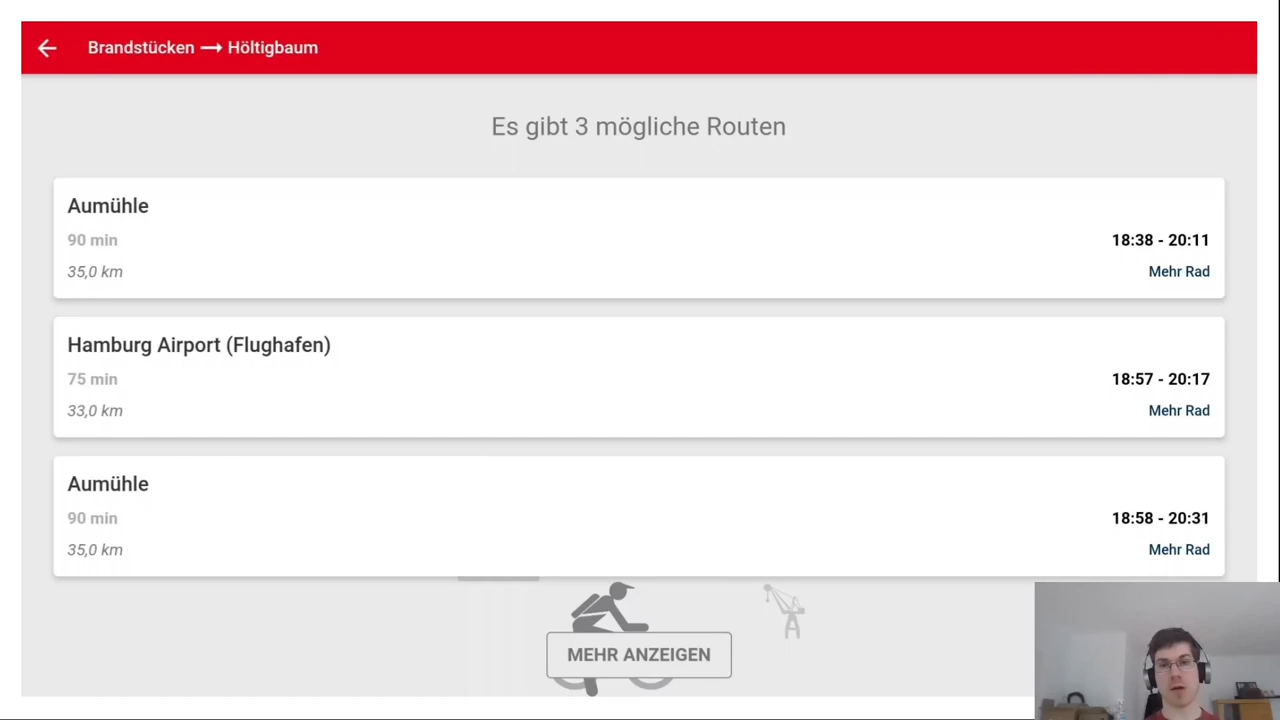 Brandstücken → Höltigbaum
Es gibt 3 mögliche Routen
Aumühle
90 min
18:38 - 20:11
35,0 km
Mehr Rad
Hamburg Airport (Flughafen)
75 min
18:57 - 20:17
33,0 km
Mehr Rad
Aumühle
90 min
18:58 - 20:31
35,0 km
Mehr Rad
MEHR ANZEIGEN